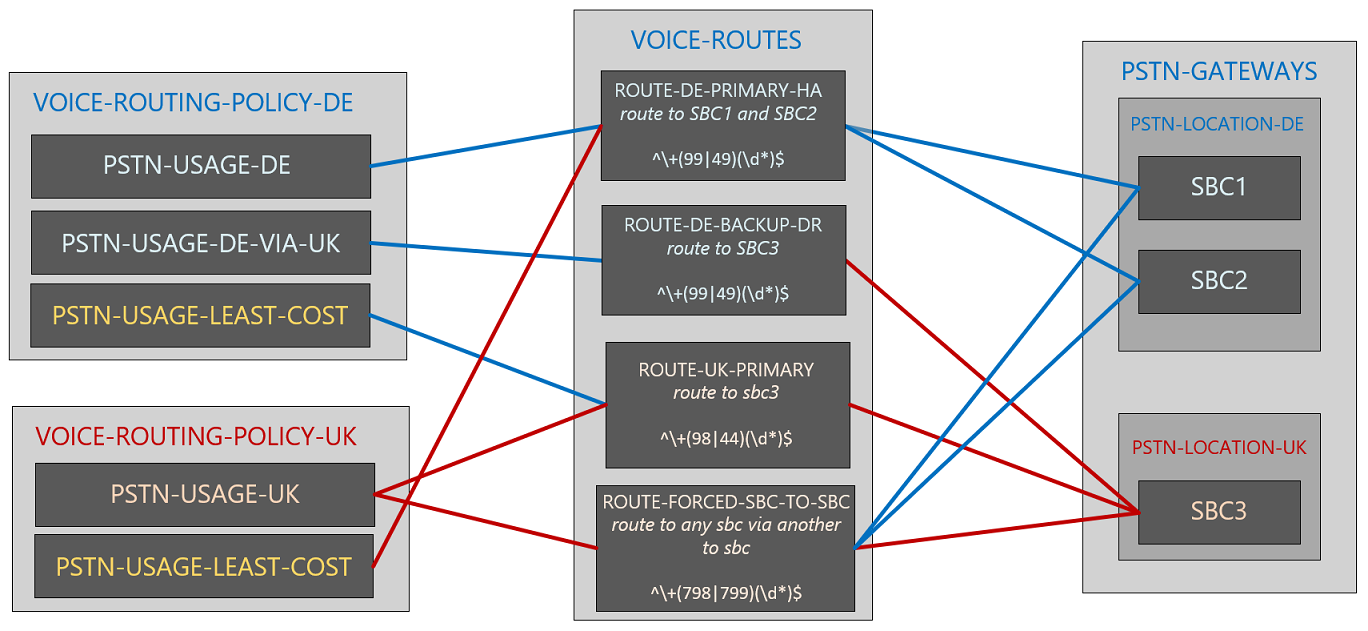 VOICE-ROUTING-POLICY-DE
PSTN-USAGE-DE
PSTN-USAGE-DE-VIA-UK
PSTN-USAGE-LEAST-COST
VOICE-ROUTING-POLICY-UK
PSTN-USAGE-UK
PSTN-USAGE-LEAST-COST
VOICE-ROUTES
ROUTE-DE-PRIMARY-HA
route to SBC1 and SBC2
^\+(99|49)(\d*)$
ROUTE-DE-BACKUP-DR
route to SBC3
^\+(99|49)(\d*)$
ROUTE-UK-PRIMARY
route to sbc3
^\+(98|44)(\d*)$
ROUTE-FORCED-SBC-TO-SBC
route to any sbc via another
to sbc
^\+(798|799)(\d*)$
PSTN-GATEWAYS
PSTN-LOCATION-DE
SBC1
SBC2
PSTN-LOCATION-UK
SBC3